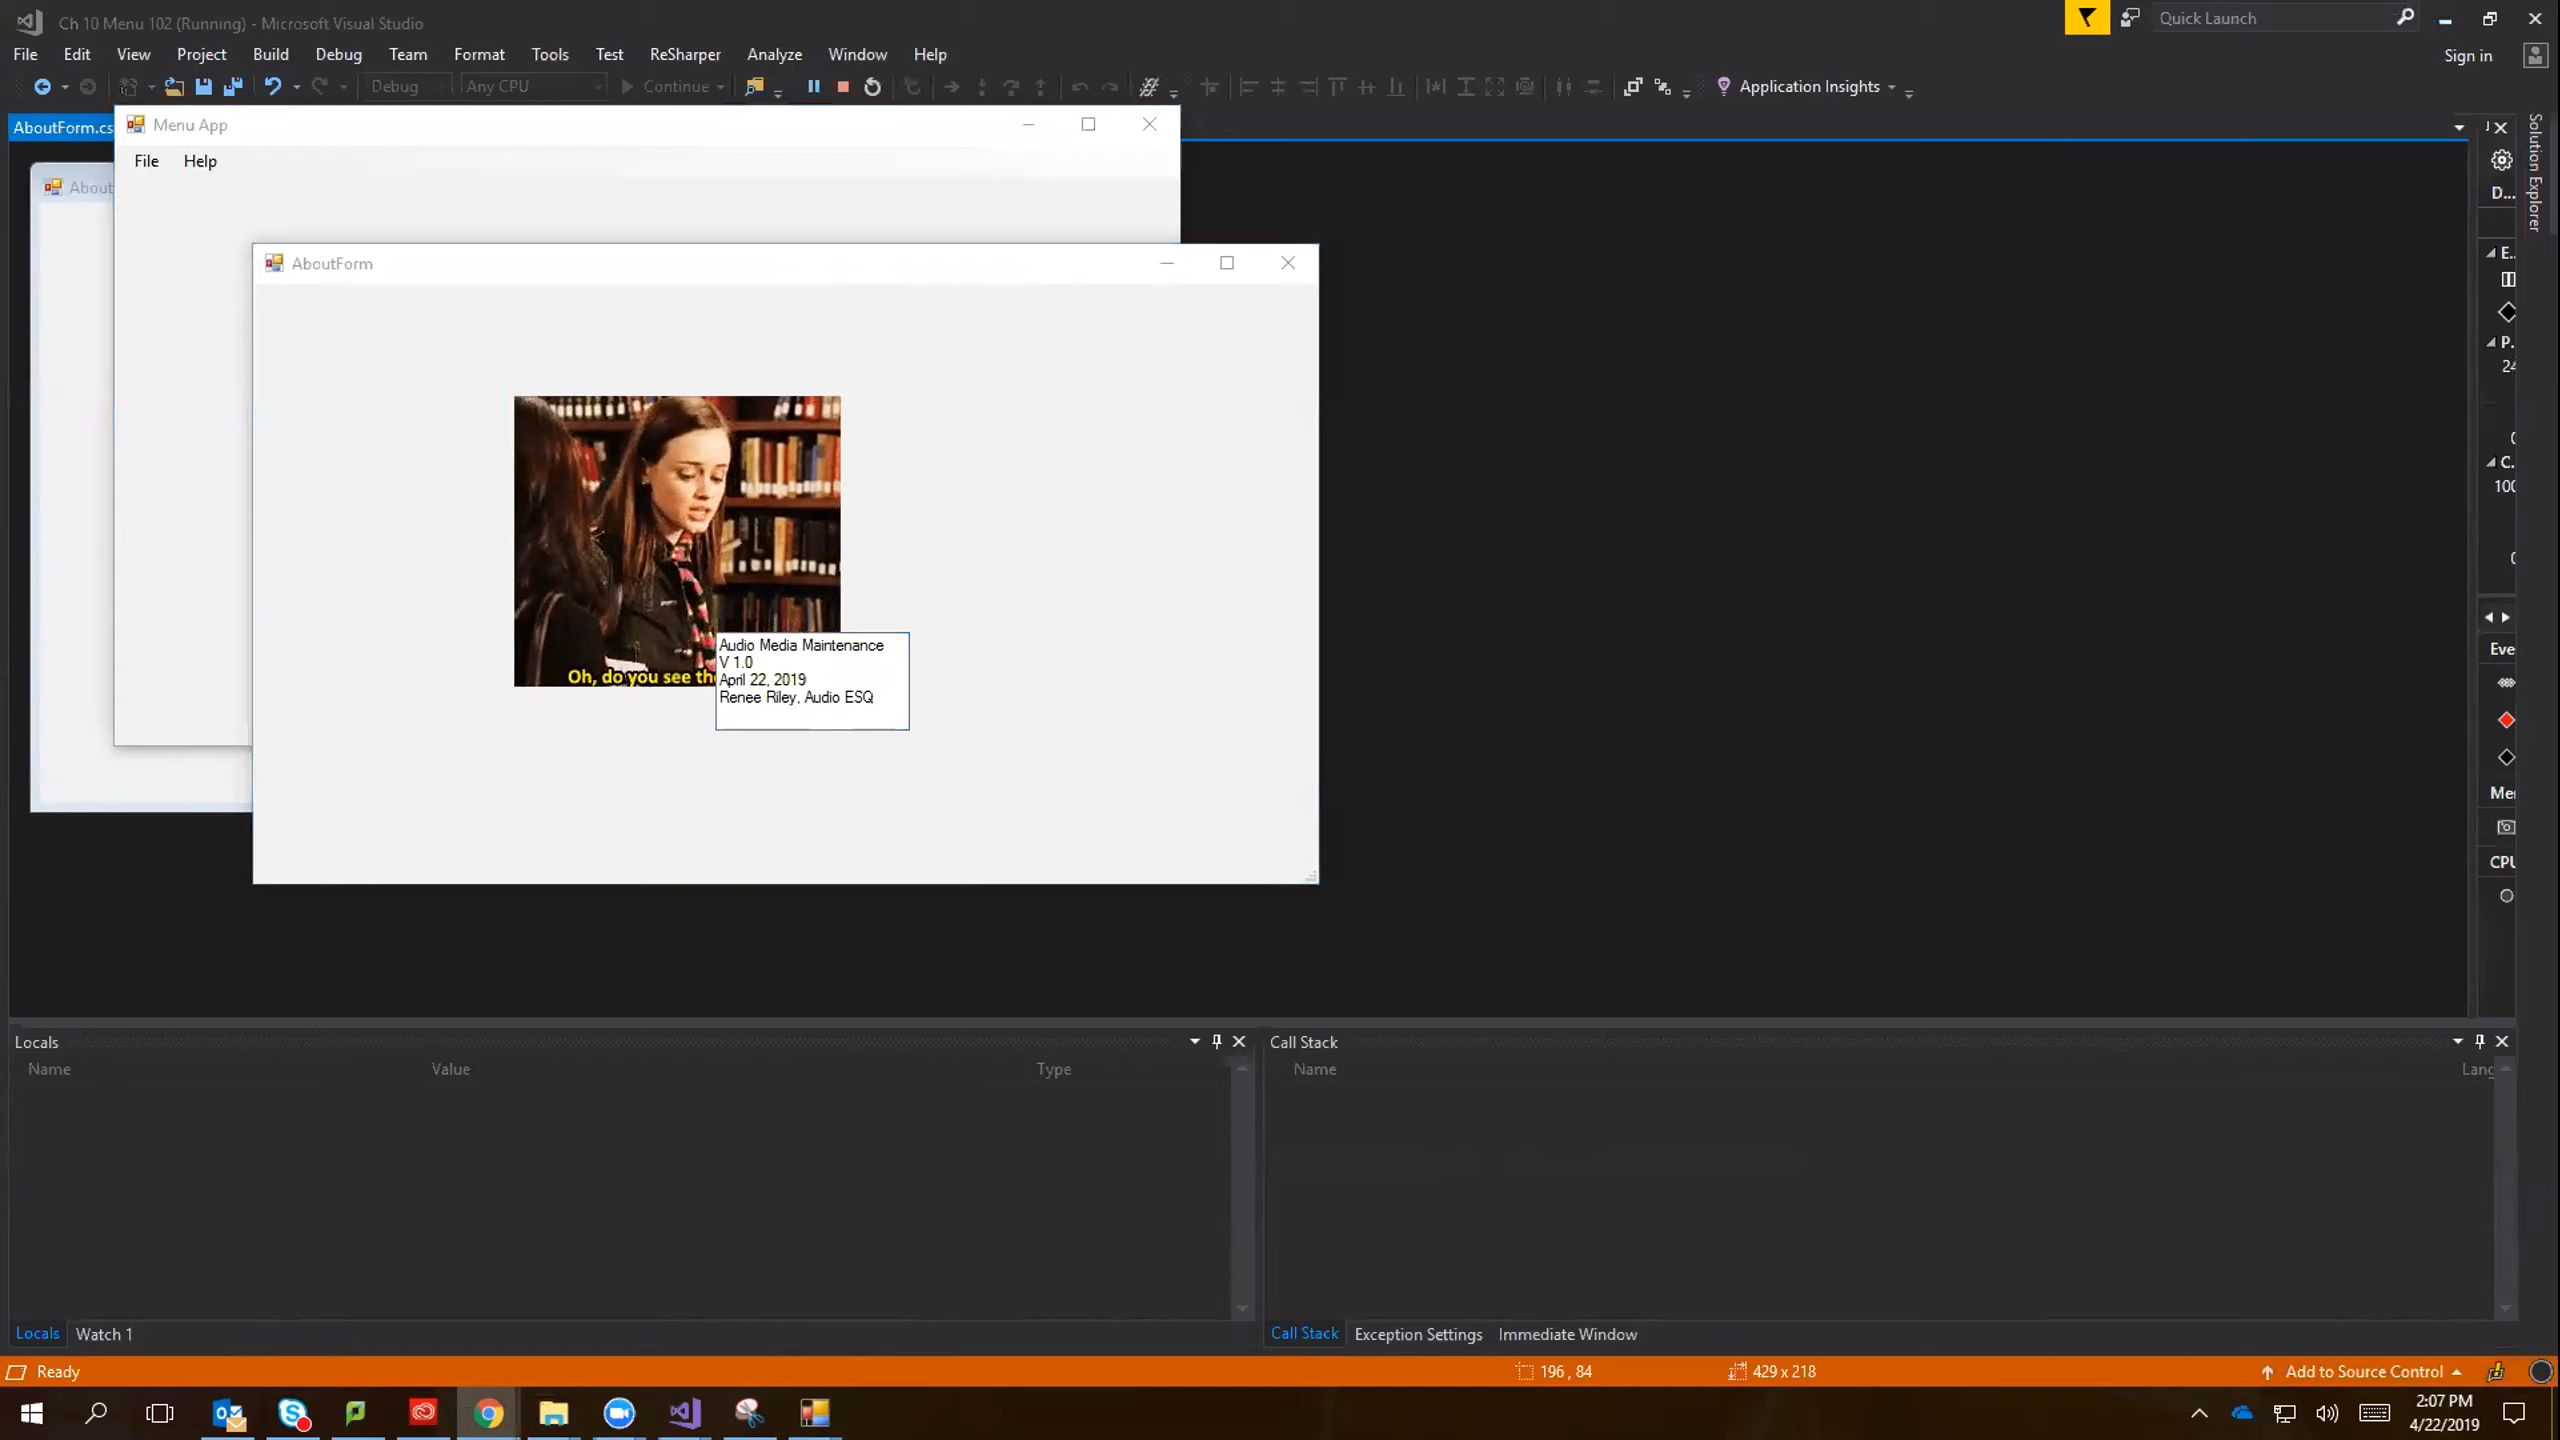 Ch 10 Menu 102 (Running) - Microsoft Visual Studio
Quick Launch
File Edit View Project Build Debug Team Format Tools Test ReSharper Analyze Window Help
Sign in
Debug Any CPU Continue Application Insights
AboutForm.cs
Menu App
File Help
About
AboutForm
Oh, do you see th
Audio Media Maintenance
V 1.0
April 22, 2019
Renee Riley, Audio ESQ
Solution Explorer
D...
E..
P.
24
C.
100
Eve
Me
CPU
Locals
Name Value Type
Call Stack
Name Lang
Locals Watch 1
Call Stack Exception Settings Immediate Window
Ready
196 , 84
429 x 218
Add to Source Control
2:07 PM
4/22/2019